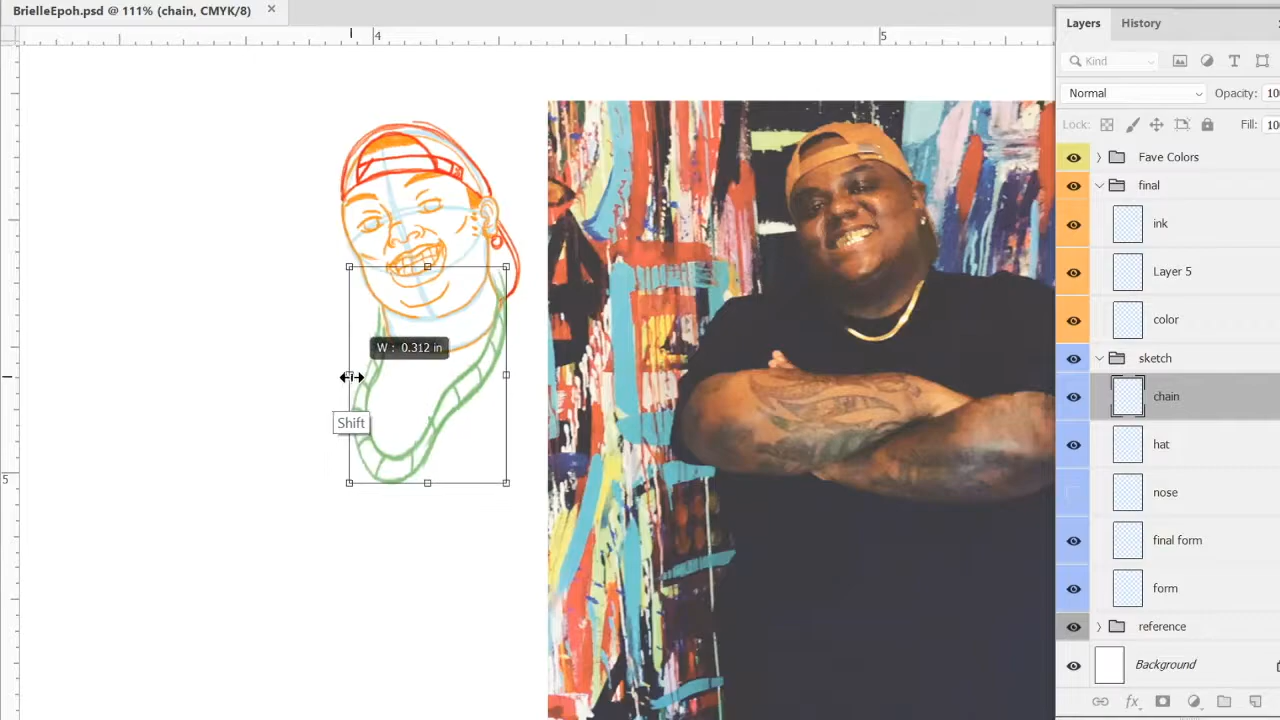 BrielleEpoh.psd @ 111% (chain, CMYK/8)
4
5
5
W : 0.312 in
Shift
Layers
History
Kind
Normal
Opacity: 10
Lock:
Fill: 10
Fave Colors
final
ink
Layer 5
color
sketch
chain
hat
nose
final form
form
reference
Background
fx